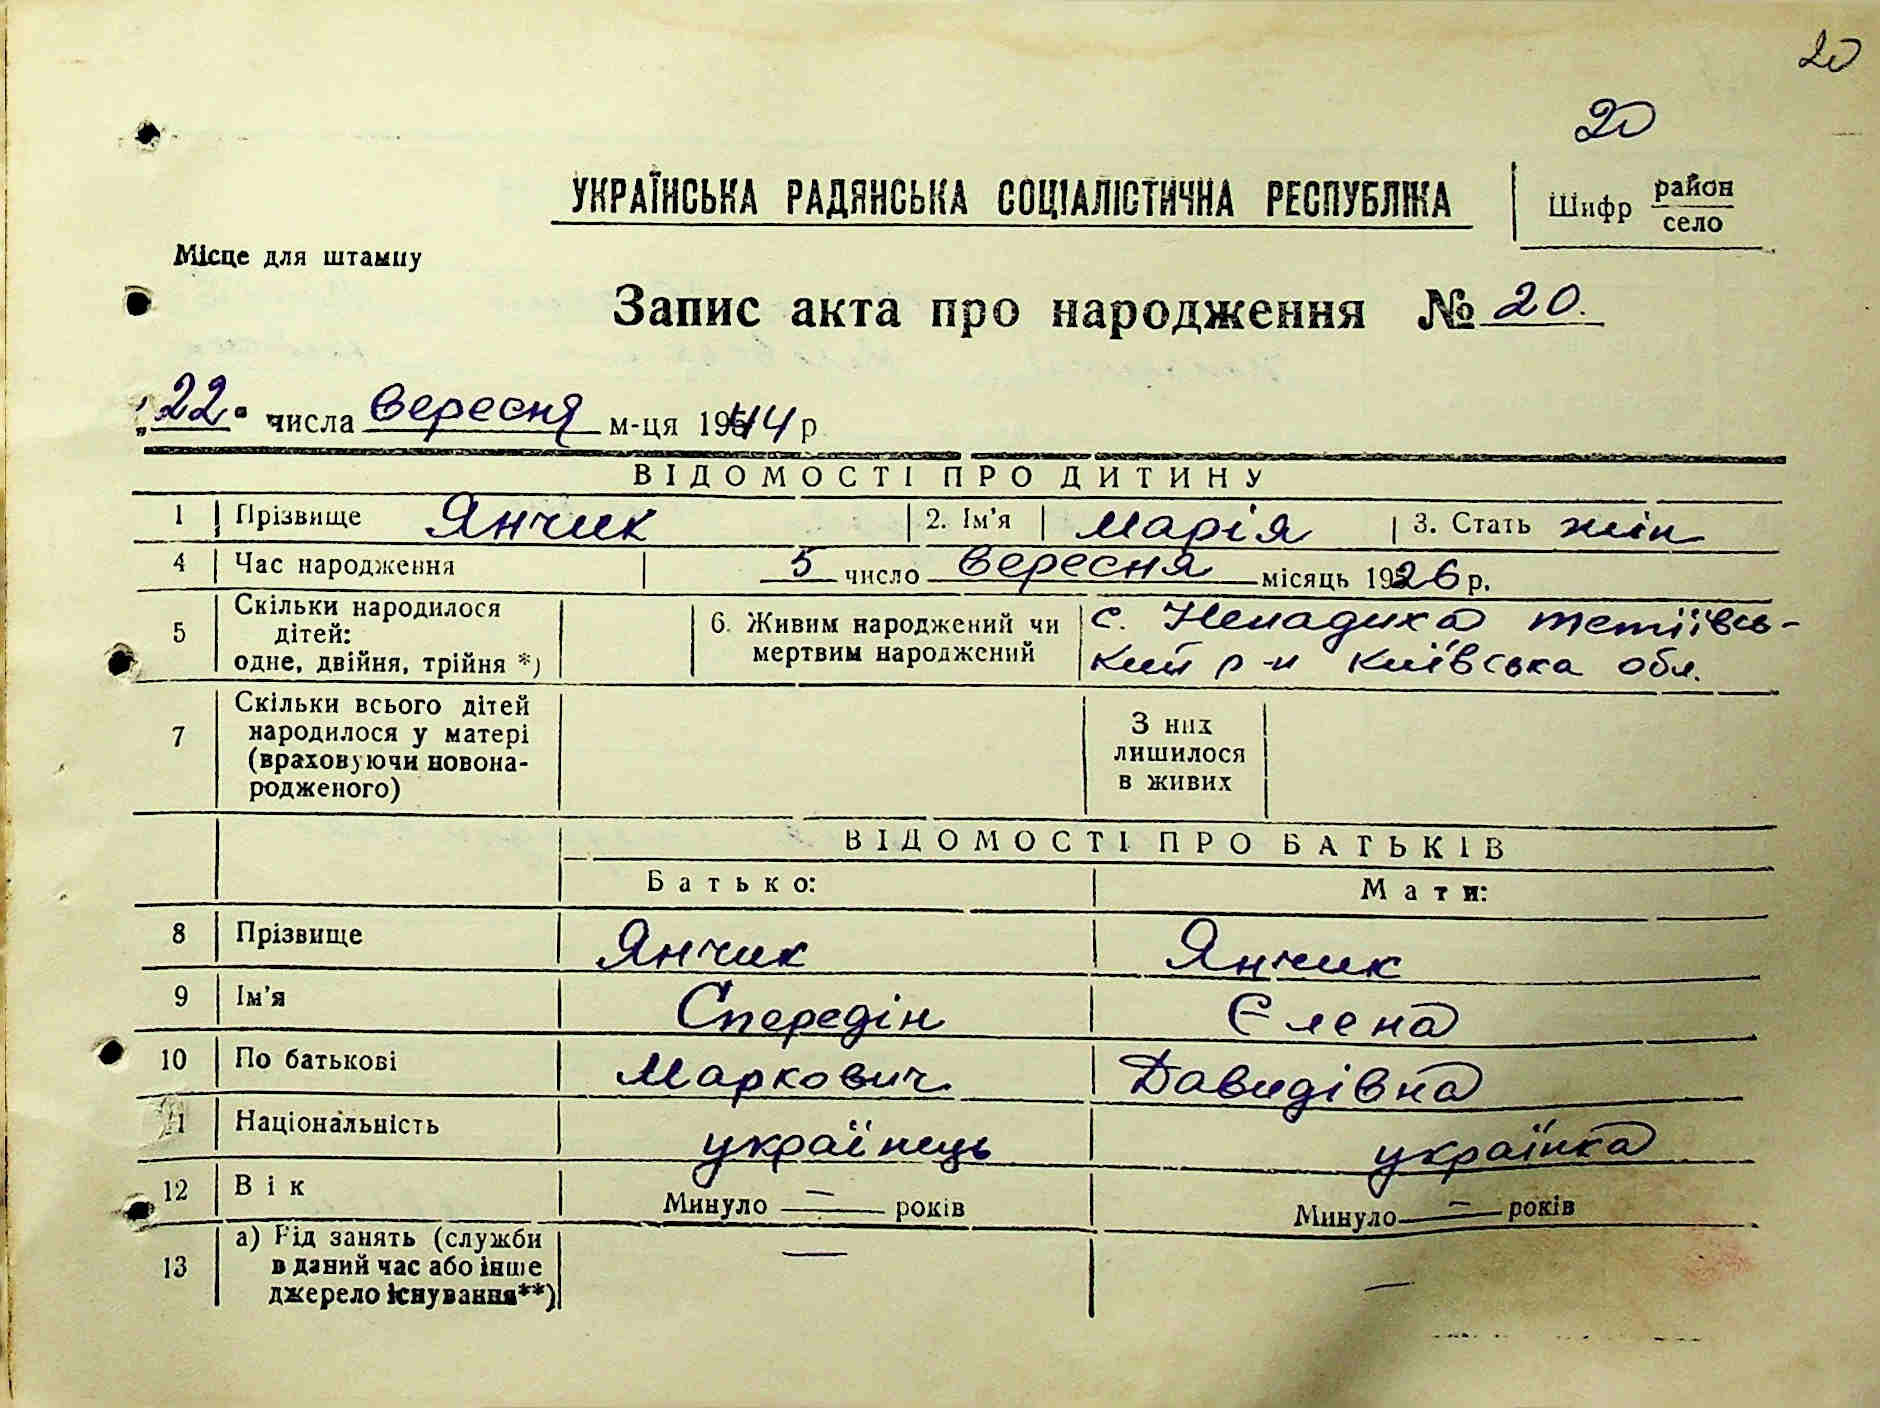 20
20
УКРАЇНСЬКА РАДЯНСЬКА СОЦІАЛІСТИЧНА РЕСПУБЛІКА
Шифр район
село
Місце для штампу
Запис акта про народження № 20.
„22" числа вересня м-ця 1944 р
ВІДОМОСТІ ПРО ДИТИНУ
1 Прізвище Янчик 2. Ім'я Марія 3. Стать жін
4 Час народження 5 число вересня місяць 1926 р.
5 Скільки народилося дітей: одне, двійня, трійня *)
6. Живим народжений чи мертвим народжений
с. Ненадиха тетіївсь-
кий р-н Київська обл.
7 Скільки всього дітей народилося у матері (враховуючи новона-
родженого)
З них лишилося в живих
ВІДОМОСТІ ПРО БАТЬКІВ
Батько: Мати:
8 Прізвище Янчик Янчик
9 Ім'я Спередін Єлена
10 По батькові Маркович Давидівна
11 Національність українець українка
12 Вік Минуло — років Минуло — років
13 а) Рід занять (служби в даний час або інше джерело існування**) — —